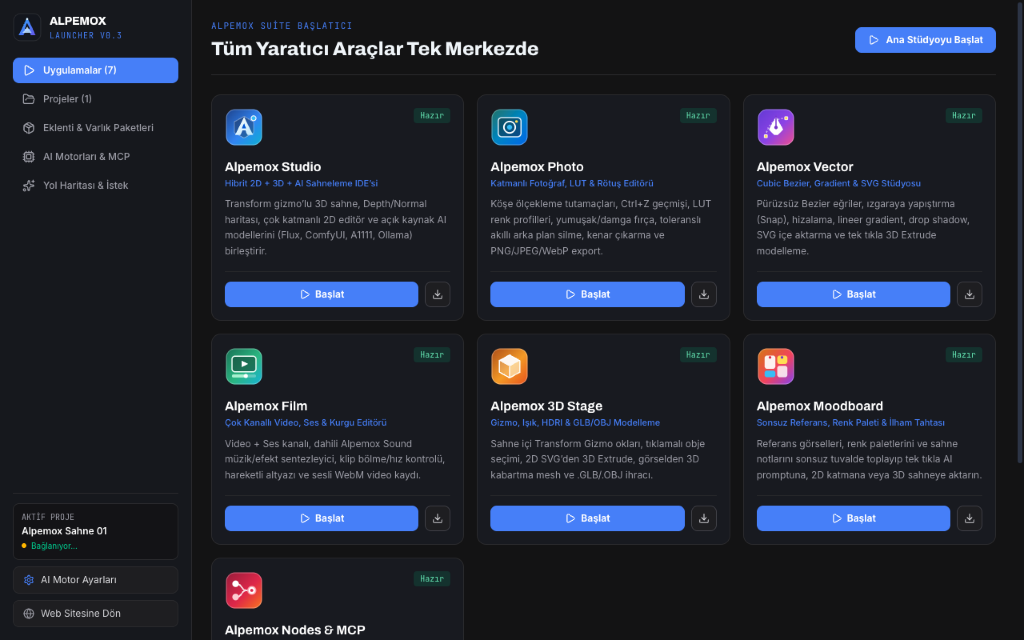 ALPEMOX
LAUNCHER V0.3
Uygulamalar (7)
Projeler (1)
Eklenti & Varlık Paketleri
AI Motorları & MCP
Yol Haritası & İstek
AKTİF PROJE
Alpemox Sahne 01
Bağlanıyor...
AI Motor Ayarları
Web Sitesine Dön
ALPEMOX SUİTE BAŞLATICI
Tüm Yaratıcı Araçlar Tek Merkezde
Ana Stüdyoyu Başlat
Hazır
Alpemox Studio
Hibrit 2D + 3D + AI Sahneleme IDE'si
Transform gizmo'lu 3D sahne, Depth/Normal
haritası, çok katmanlı 2D editör ve açık kaynak AI
modellerini (Flux, ComfyUI, A1111, Ollama)
birleştirir.
Başlat
Hazır
Alpemox Photo
Katmanlı Fotoğraf, LUT & Rötuş Editörü
Köşe ölçekleme tutamaçları, Ctrl+Z geçmişi, LUT
renk profilleri, yumuşak/damga fırça, toleranslı
akıllı arka plan silme, kenar çıkarma ve
PNG/JPEG/WebP export.
Başlat
Hazır
Alpemox Vector
Cubic Bezier, Gradient & SVG Stüdyosu
Pürüzsüz Bezier eğriler, ızgaraya yapıştırma
(Snap), hizalama, lineer gradient, drop shadow,
SVG içe aktarma ve tek tıkla 3D Extrude
modelleme.
Başlat
Hazır
Alpemox Film
Çok Kanallı Video, Ses & Kurgu Editörü
Video + Ses kanalı, dahili Alpemox Sound
müzik/efekt sentezleyici, klip bölme/hız kontrolü,
hareketli altyazı ve sesli WebM video kaydı.
Başlat
Hazır
Alpemox 3D Stage
Gizmo, Işık, HDRI & GLB/OBJ Modelleme
Sahne içi Transform Gizmo okları, tıklamalı obje
seçimi, 2D SVG'den 3D Extrude, görselden 3D
kabartma mesh ve .GLB/.OBJ ihracı.
Başlat
Hazır
Alpemox Moodboard
Sonsuz Referans, Renk Paleti & İlham Tahtası
Referans görselleri, renk paletlerini ve sahne
notlarını sonsuz tuvalde toplayıp tek tıkla AI
promptuna, 2D katmana veya 3D sahneye aktarın.
Başlat
Hazır
Alpemox Nodes & MCP